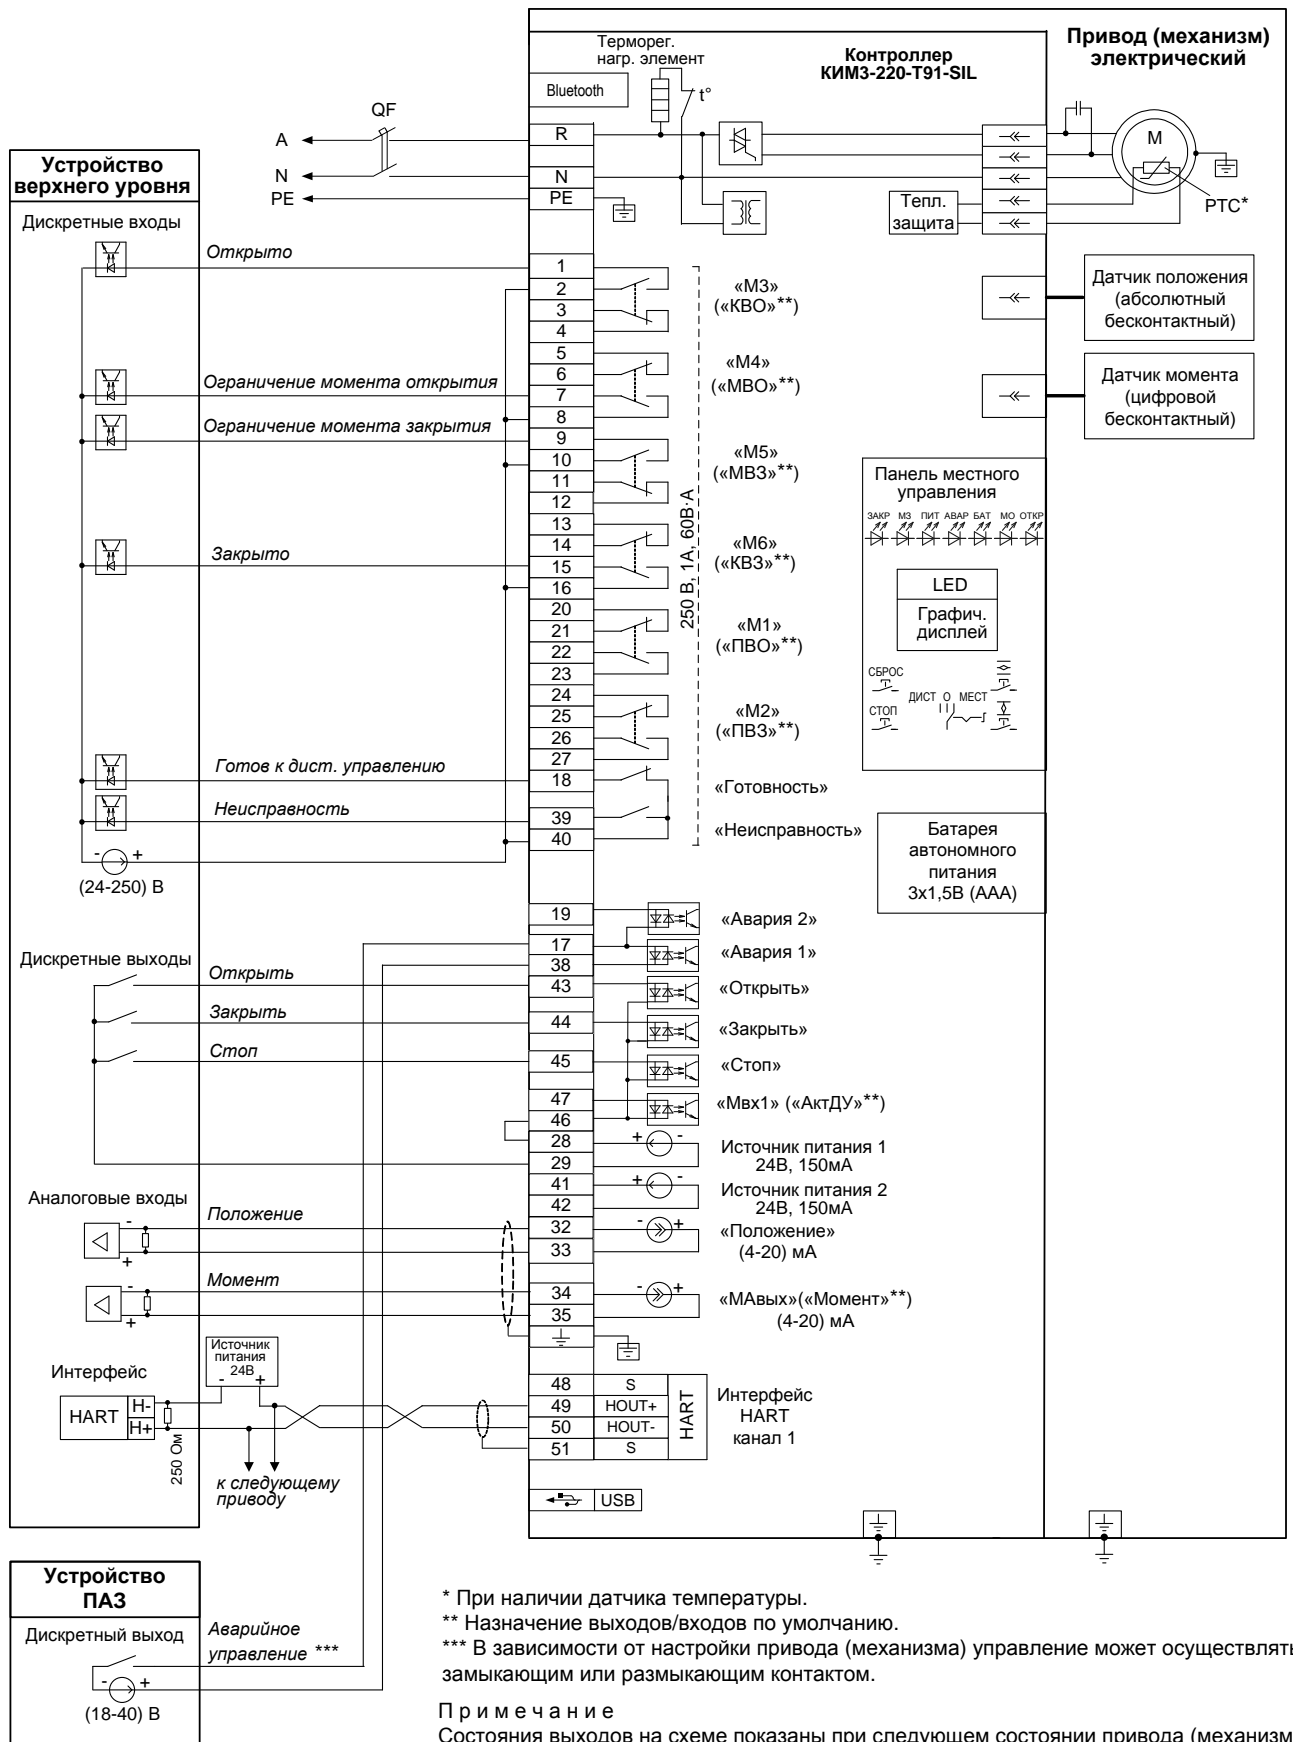 Привод (механизм)
электрический
Контроллер
КИМ3-220-Т91-SIL
Терморег.
нагр. элемент
t°
Bluetooth
QF
A
N
PE
R
N
PE
M
PTC*
Тепл.
защита
Устройство
верхнего уровня
Дискретные входы
Открыто
Ограничение момента открытия
Ограничение момента закрытия
Закрыто
Готов к дист. управлению
Неисправность
- +
(24-250) В
1
2
3
4
5
6
7
8
9
10
11
12
13
14
15
16
20
21
22
23
24
25
26
27
18
39
40
«М3»
(«КВО»**)
«М4»
(«МВО»**)
«М5»
(«МВЗ»**)
«М6»
(«КВЗ»**)
«М1»
(«ПВО»**)
«М2»
(«ПВЗ»**)
«Готовность»
«Неисправность»
250 В, 1А, 60В·А
Датчик положения
(абсолютный
бесконтактный)
Датчик момента
(цифровой
бесконтактный)
Панель местного
управления
ЗАКР МЗ ПИТ АВАР БАТ МО ОТКР
LED
Графич.
дисплей
СБРОС
ДИСТ О МЕСТ
СТОП
Батарея
автономного
питания
3х1,5В (ААА)
Дискретные выходы
Открыть
Закрыть
Стоп
19
17
38
43
44
45
47
46
28
29
41
42
32
33
34
35
«Авария 2»
«Авария 1»
«Открыть»
«Закрыть»
«Стоп»
«Мвх1» («АктДУ»**)
+ -
Источник питания 1
24В, 150мА
+ -
Источник питания 2
24В, 150мА
- +
«Положение»
(4-20) мА
- +
«МАвых»(«Момент»**)
(4-20) мА
Аналоговые входы
Положение
-
+
Момент
-
+
Источник
питания
24В
- +
Интерфейс
HART
H-
H+
250 Ом
к следующему
приводу
48 S
49 HOUT+
50 HOUT-
51 S
HART
Интерфейс
HART
канал 1
USB
Устройство
ПАЗ
Дискретный выход
Аварийное
управление ***
- +
(18-40) В
* При наличии датчика температуры.
** Назначение выходов/входов по умолчанию.
*** В зависимости от настройки привода (механизма) управление может осуществлять
замыкающим или размыкающим контактом.
П р и м е ч а н и е
Состояния выходов на схеме показаны при следующем состоянии привода (механизм